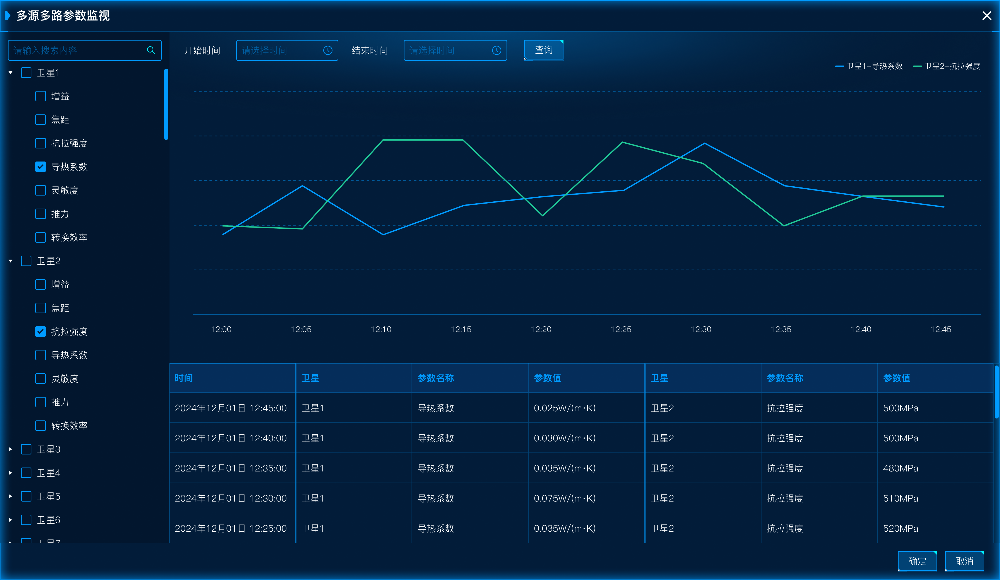 多源多路参数监视
请输入搜索内容
卫星1
增益
焦距
抗拉强度
导热系数
灵敏度
推力
转换效率
卫星2
增益
焦距
抗拉强度
导热系数
灵敏度
推力
转换效率
卫星3
卫星4
卫星5
卫星6
卫星7
开始时间 请选择时间 结束时间 请选择时间 查询
卫星1-导热系数 卫星2-抗拉强度
12:00 12:05 12:10 12:15 12:20 12:25 12:30 12:35 12:40 12:45
时间 卫星 参数名称 参数值 卫星 参数名称 参数值
2024年12月01日 12:45:00 卫星1 导热系数 0.025W/(m·K) 卫星2 抗拉强度 500MPa
2024年12月01日 12:40:00 卫星1 导热系数 0.030W/(m·K) 卫星2 抗拉强度 500MPa
2024年12月01日 12:35:00 卫星1 导热系数 0.035W/(m·K) 卫星2 抗拉强度 480MPa
2024年12月01日 12:30:00 卫星1 导热系数 0.075W/(m·K) 卫星2 抗拉强度 510MPa
2024年12月01日 12:25:00 卫星1 导热系数 0.035W/(m·K) 卫星2 抗拉强度 520MPa
确定 取消